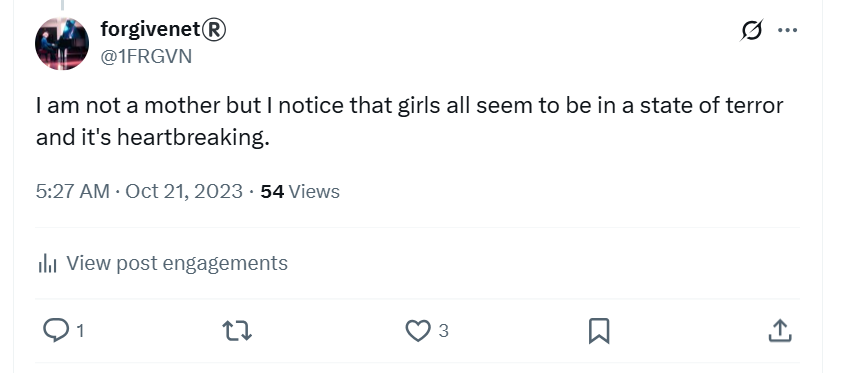 forgivenet®
@1FRGVN
I am not a mother but I notice that girls all seem to be in a state of terror
and it's heartbreaking.
5:27 AM · Oct 21, 2023 · 54 Views
View post engagements
1
3